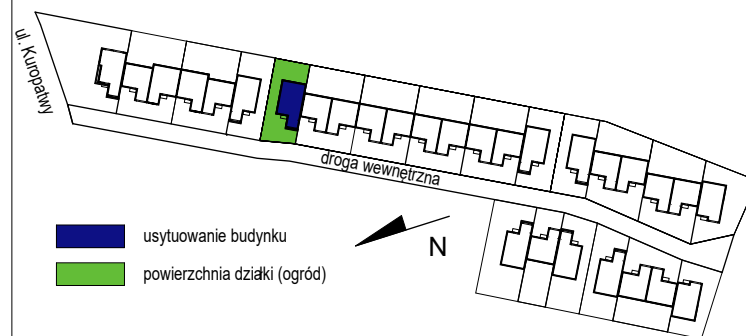 ul. Kuropatwy
droga wewnętrzna
usytuowanie budynku
N
powierzchnia działki (ogród)